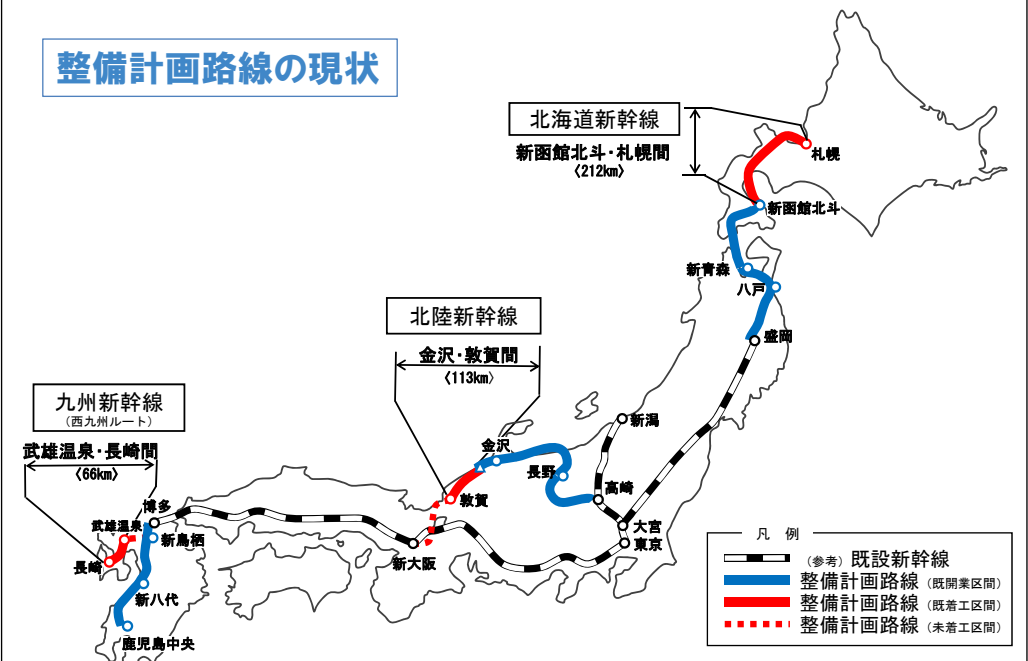 整備計画路線の現状
北海道新幹線
新函館北斗・札幌間
〈212km〉
札幌
新函館北斗
新青森
八戸
盛岡
北陸新幹線
金沢・敦賀間
〈113km〉
新潟
金沢
長野
高崎
敦賀
大宮
東京
新大阪
九州新幹線
（西九州ルート）
武雄温泉・長崎間
〈66km〉
博多
武雄温泉
新鳥栖
長崎
新八代
鹿児島中央
凡 例
（参考）既設新幹線
整備計画路線（既開業区間）
整備計画路線（既着工区間）
整備計画路線（未着工区間）